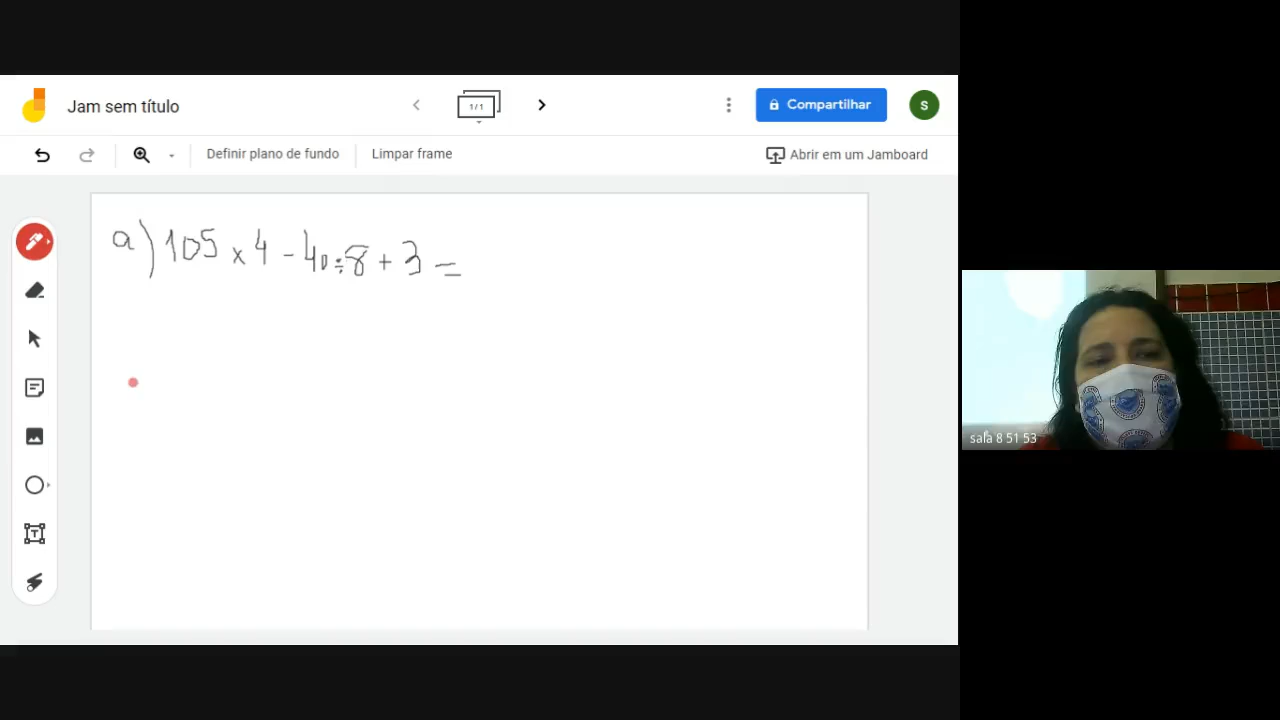 Jam sem título
1/1
Compartilhar
S
Definir plano de fundo
Limpar frame
Abrir em um Jamboard
a) 105 x 4 - 40 ÷ 8 + 3 =
sala 8 51 53